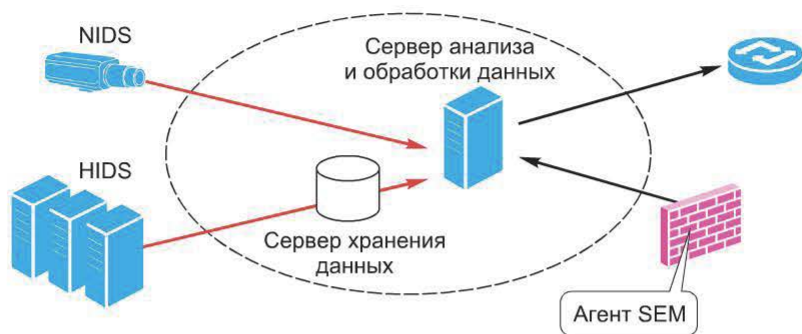 NIDS
Сервер анализа
и обработки данных
HIDS
Сервер хранения
данных
Агент SEM